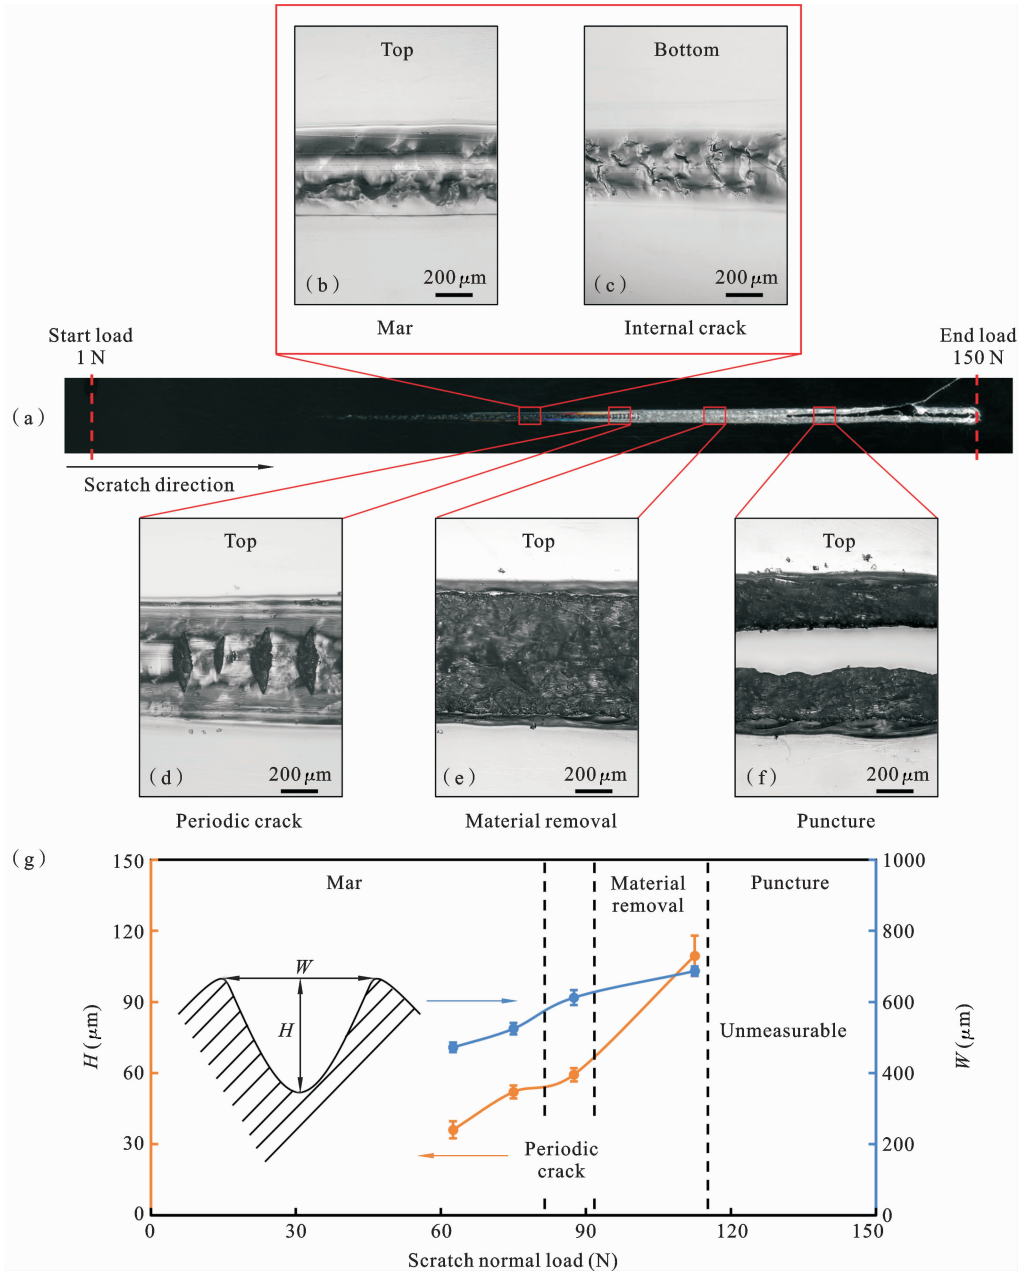 Top
Bottom
200 μm
200 μm
(b)
(c)
Mar
Internal crack
Start load
1 N
End load
150 N
(a)
Scratch direction
Top
Top
Top
200 μm
200 μm
200 μm
(d)
(e)
(f)
Periodic crack
Material removal
Puncture
(g)
150
120
90
60
30
0
H (μm)
Mar
Material
removal
Puncture
W
H
Unmeasurable
Periodic
crack
1000
800
600
400
200
0
W (μm)
0
30
60
90
120
150
Scratch normal load (N)